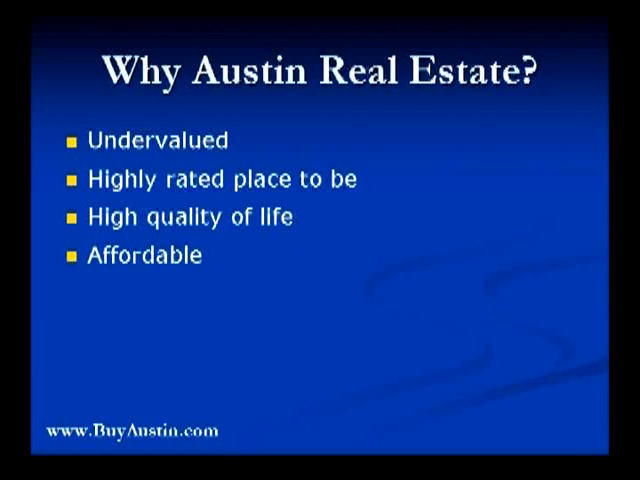 Why Austin Real Estate?
Undervalued
Highly rated place to be
High quality of life
Affordable
www.BuyAustin.com